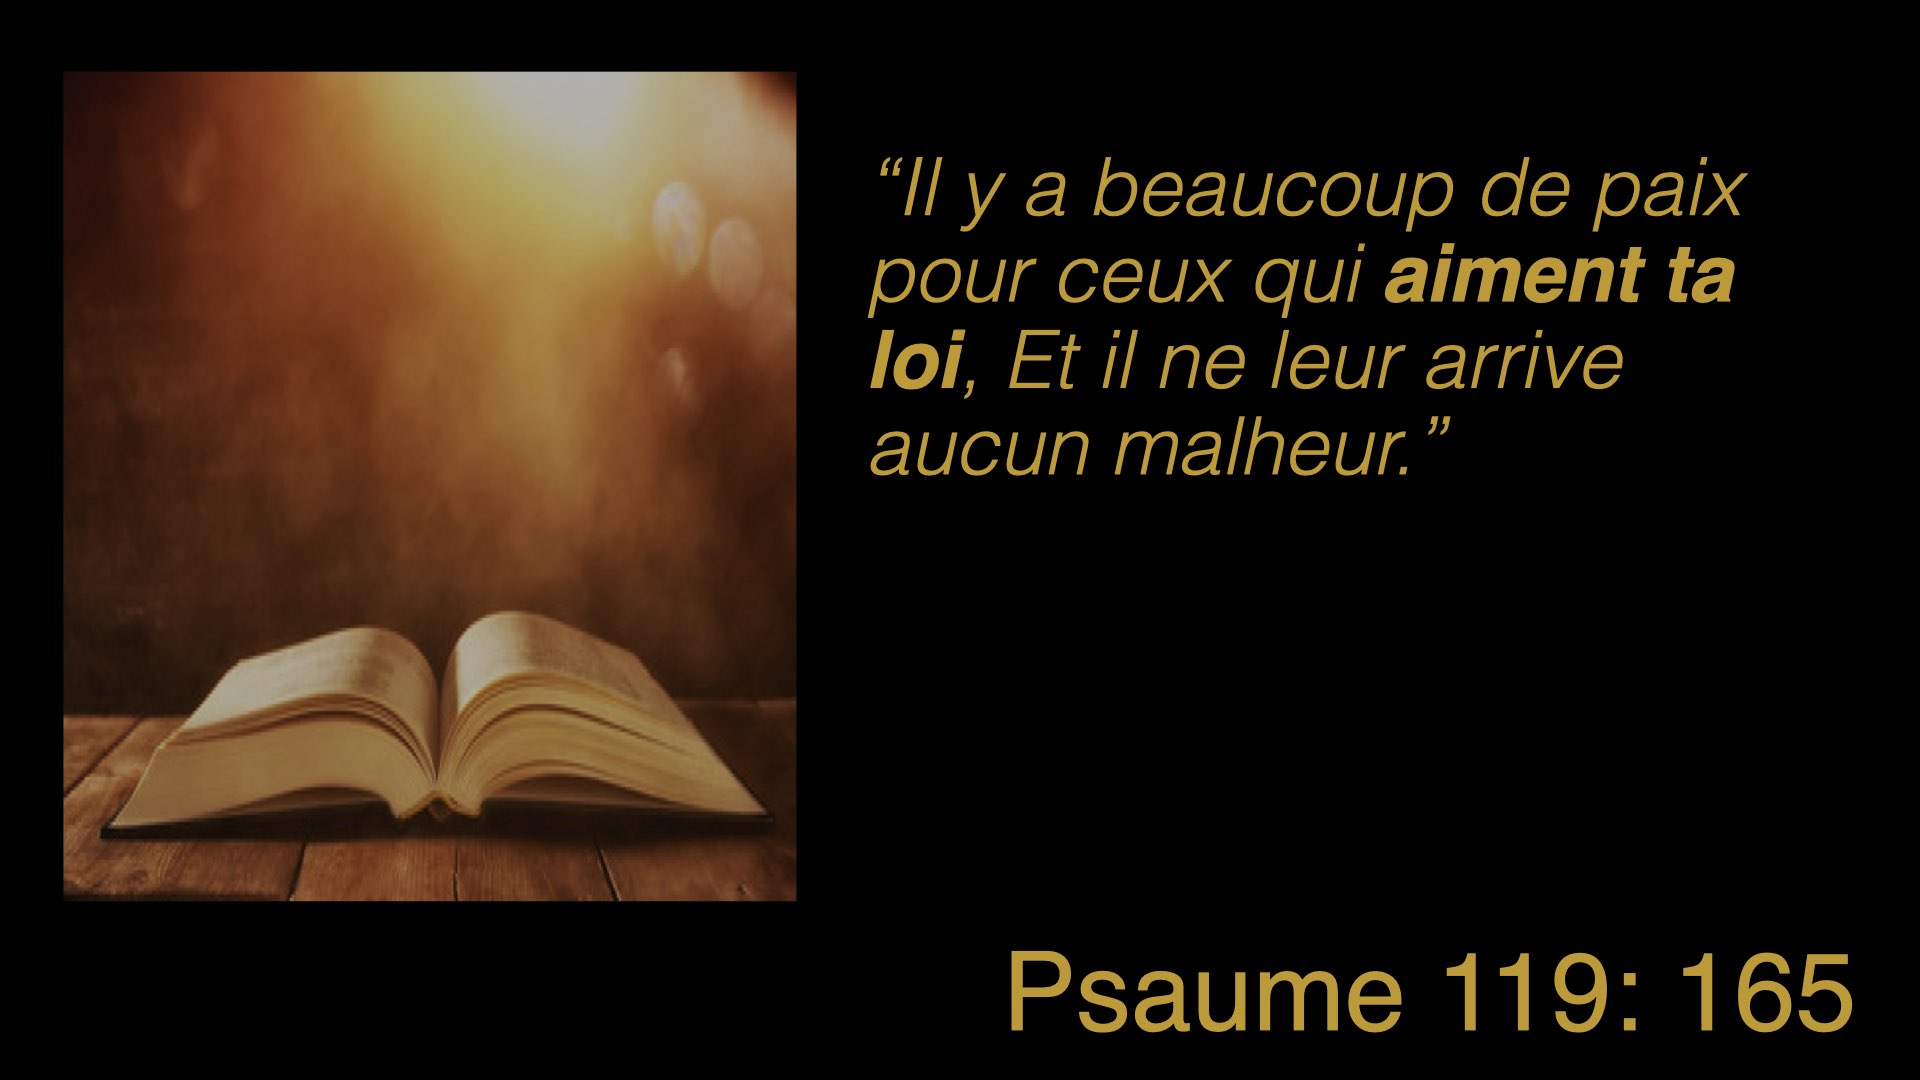 “Il y a beaucoup de paix
pour ceux qui aiment ta
loi, Et il ne leur arrive
aucun malheur.”
Psaume 119: 165